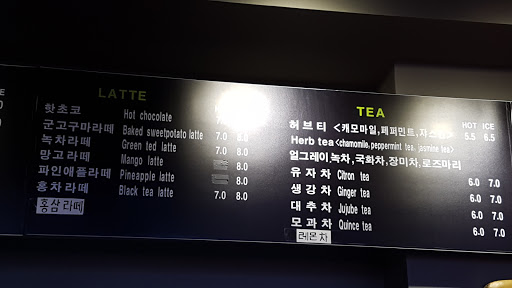 LATTE
핫초코 Hot chocolate
군고구마라떼 Baked sweetpotato latte 7.0 8.0
녹차라떼 Green ted latte 7.0 8.0
망고라떼 Mango latte 8.0
파인애플라떼 Pineapple latte 8.0
홍차라떼 Black tea latte 7.0 8.0
홍삼라떼
TEA
HOT ICE
허브티 <캐모마일,페퍼민트,쟈스민> 5.5 6.5
Herb tea <chamomile, peppermint tea, jasmine tea>
얼그레이,녹차,국화차,장미차,로즈마리
유자차 Citron tea 6.0 7.0
생강차 Ginger tea 6.0 7.0
대추차 Jujube tea 6.0 7.0
모과차 Quince tea 6.0 7.0
레몬차